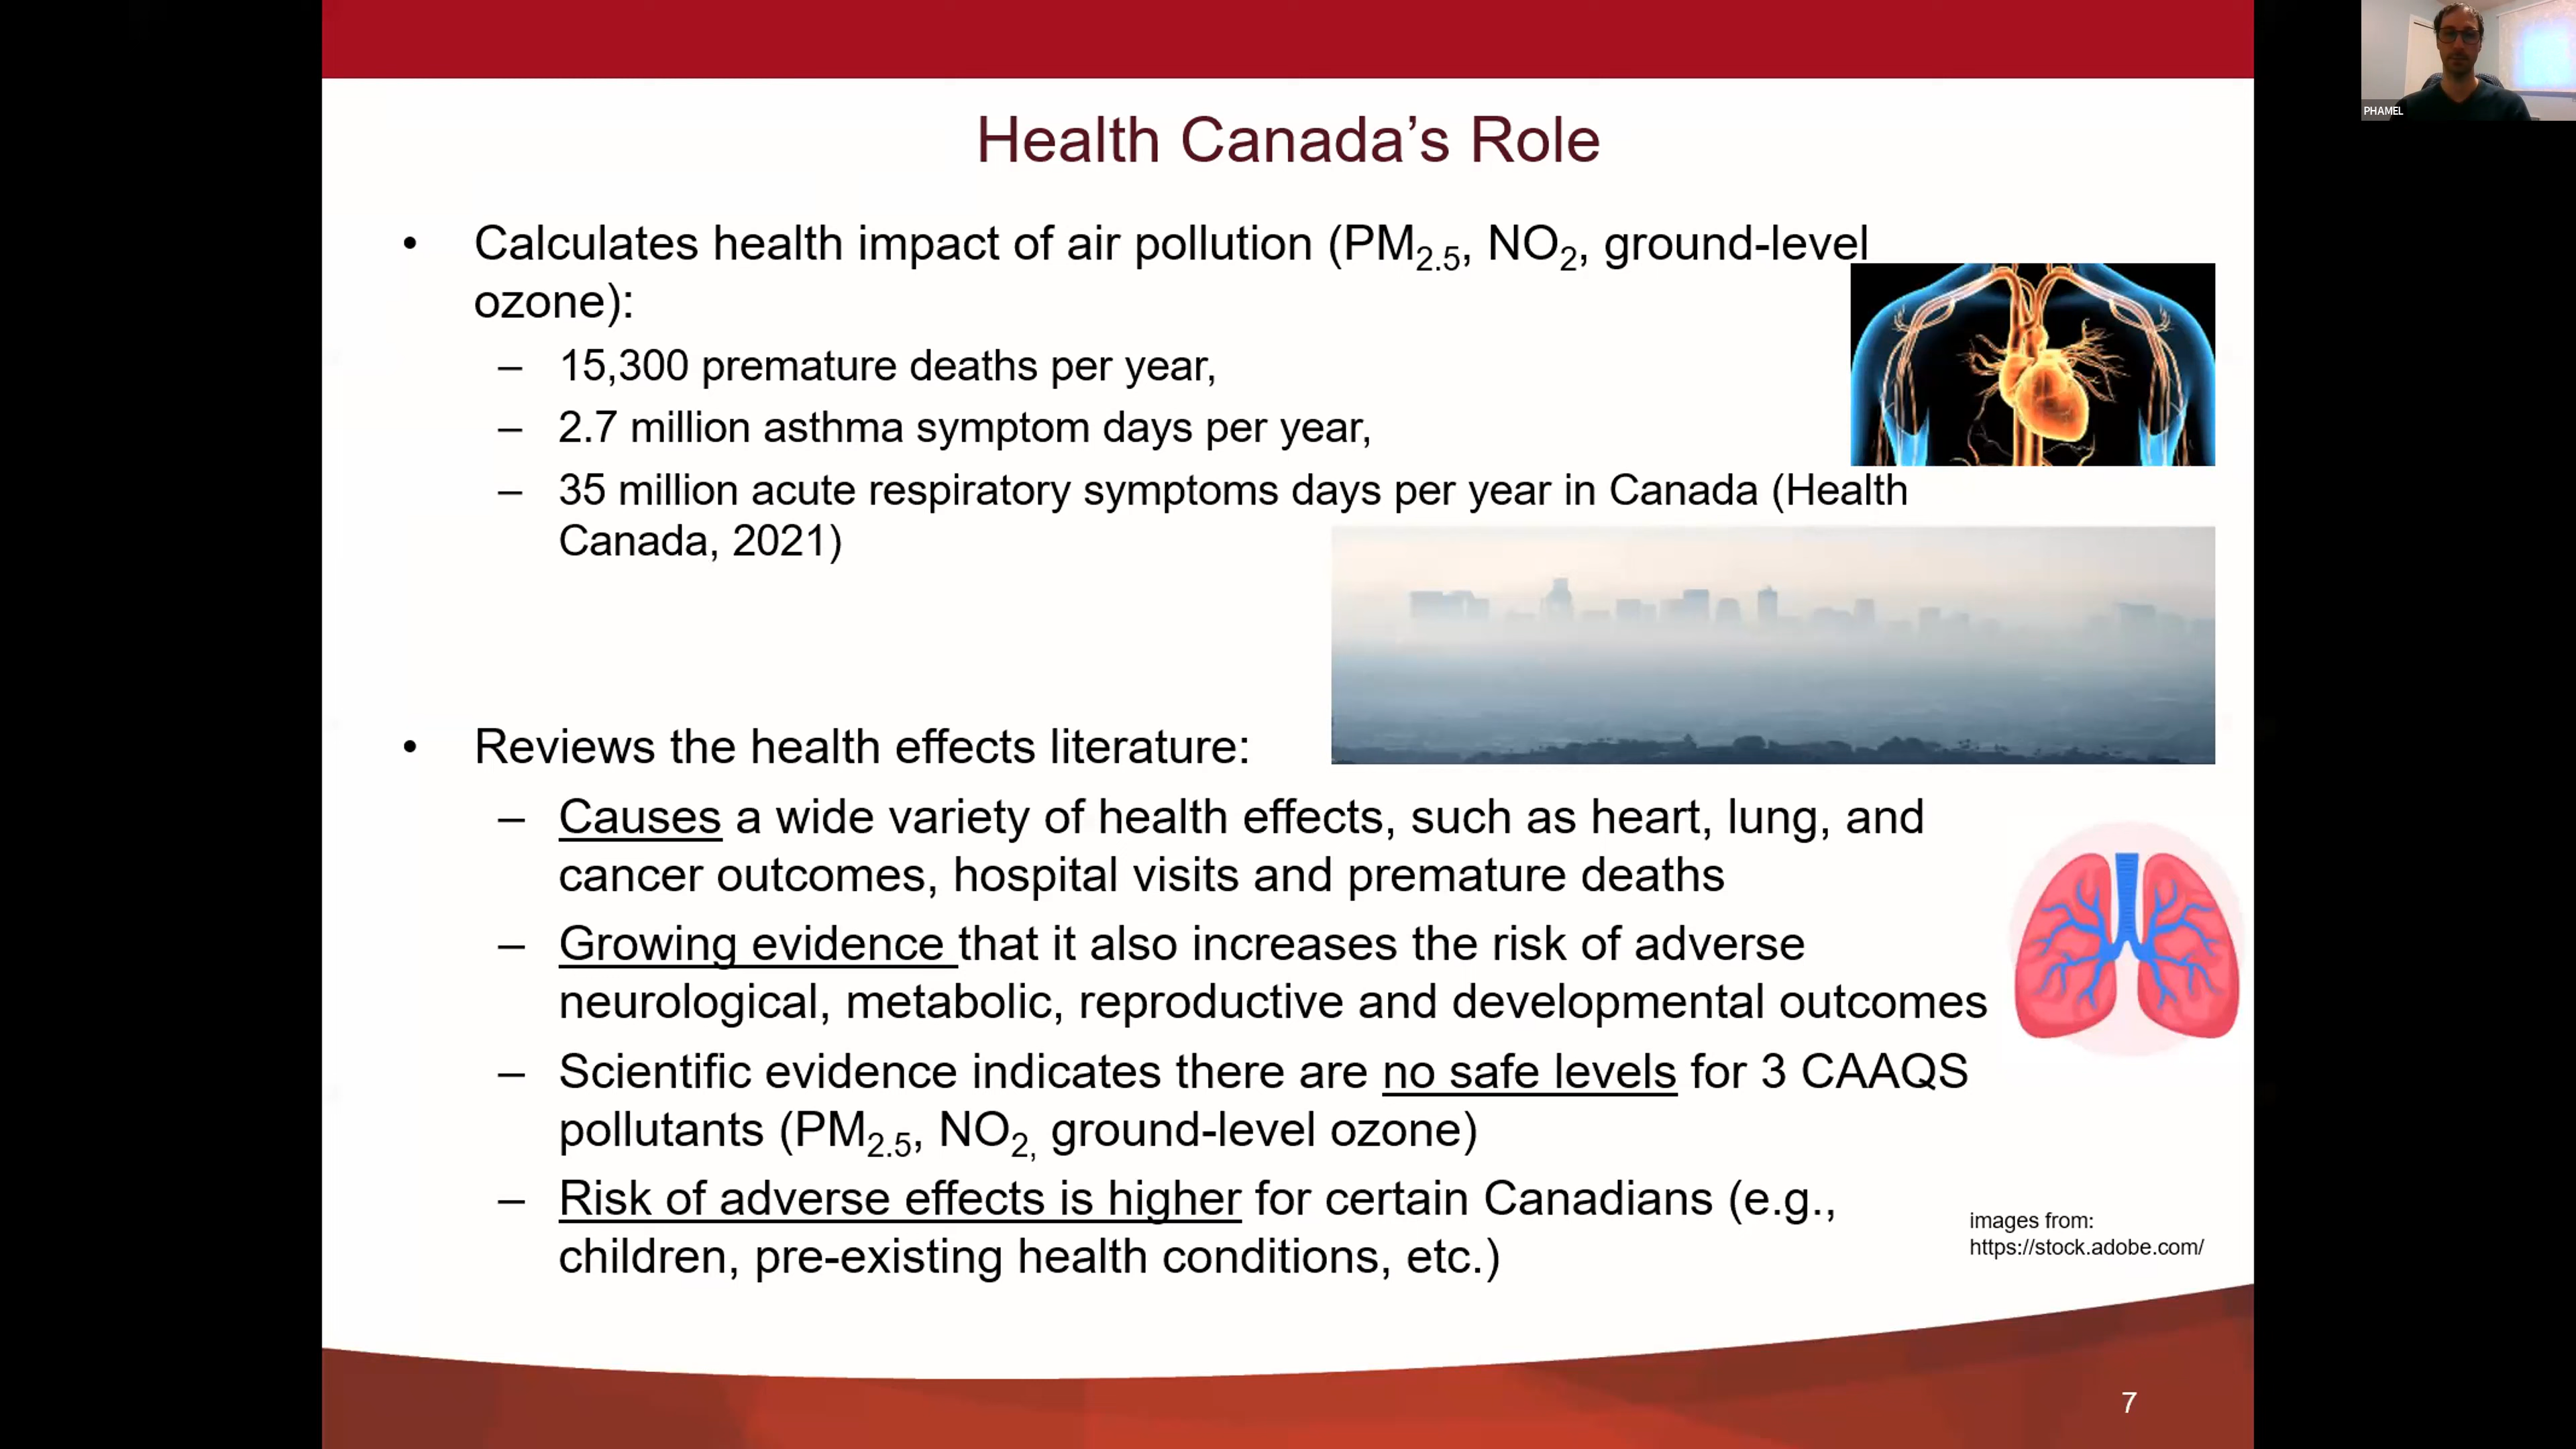 Health Canada’s Role
• Calculates health impact of air pollution (PM2.5, NO2, ground-level
ozone):
– 15,300 premature deaths per year,
– 2.7 million asthma symptom days per year,
– 35 million acute respiratory symptoms days per year in Canada (Health
Canada, 2021)
• Reviews the health effects literature:
– Causes a wide variety of health effects, such as heart, lung, and
cancer outcomes, hospital visits and premature deaths
– Growing evidence that it also increases the risk of adverse
neurological, metabolic, reproductive and developmental outcomes
– Scientific evidence indicates there are no safe levels for 3 CAAQS
pollutants (PM2.5, NO2, ground-level ozone)
– Risk of adverse effects is higher for certain Canadians (e.g.,
children, pre-existing health conditions, etc.)
images from:
https://stock.adobe.com/
7
PHAMEL